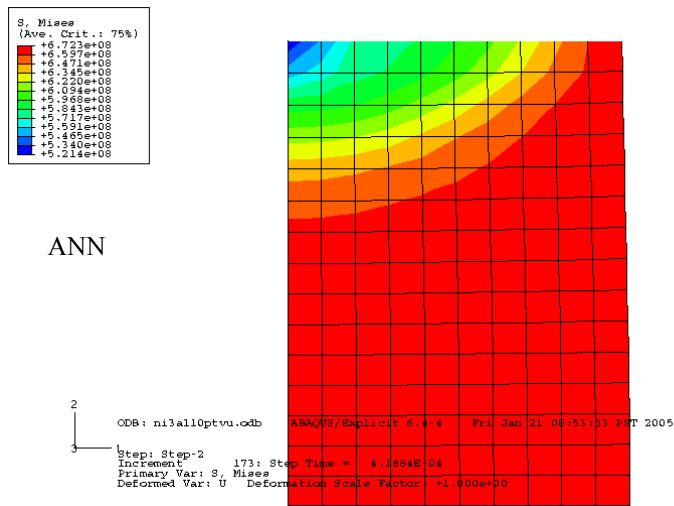 S, Mises
(Ave. Crit.: 75%)
+6.723e+08
+6.597e+08
+6.471e+08
+6.345e+08
+6.220e+08
+6.094e+08
+5.968e+08
+5.843e+08
+5.717e+08
+5.591e+08
+5.465e+08
+5.340e+08
+5.214e+08
ANN
2
3
1
ODB: ni3al10ptvu.odb ABAQUS/Explicit 6.4-4 Fri Jan 21 08:53:53 PST 2005
Step: Step-2
Increment 173: Step Time = 4.1684E-04
Primary Var: S, Mises
Deformed Var: U Deformation Scale Factor: +1.000e+00